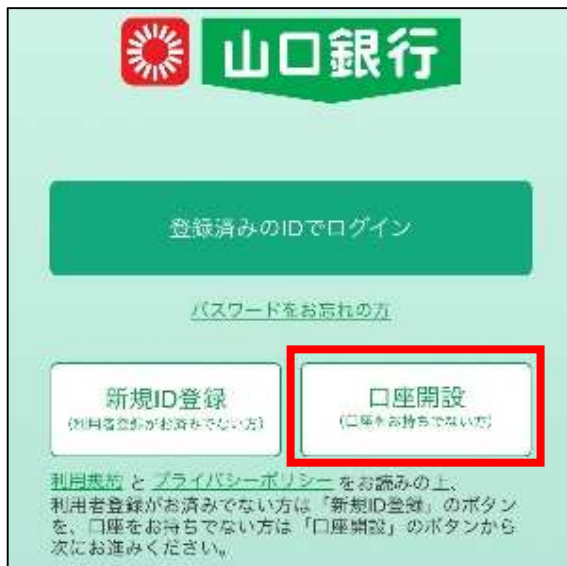 山口銀行
登録済みのIDでログイン
パスワードをお忘れの方
新規ID登録
(利用者登録がお済みでない方)
口座開設
(口座をお持ちでない方)
利用規約 と プライバシーポリシー をお読みの上、
利用者登録がお済みでない方は「新規ID登録」のボタン
を、口座をお持ちでない方は「口座開設」のボタンから
次にお進みください。